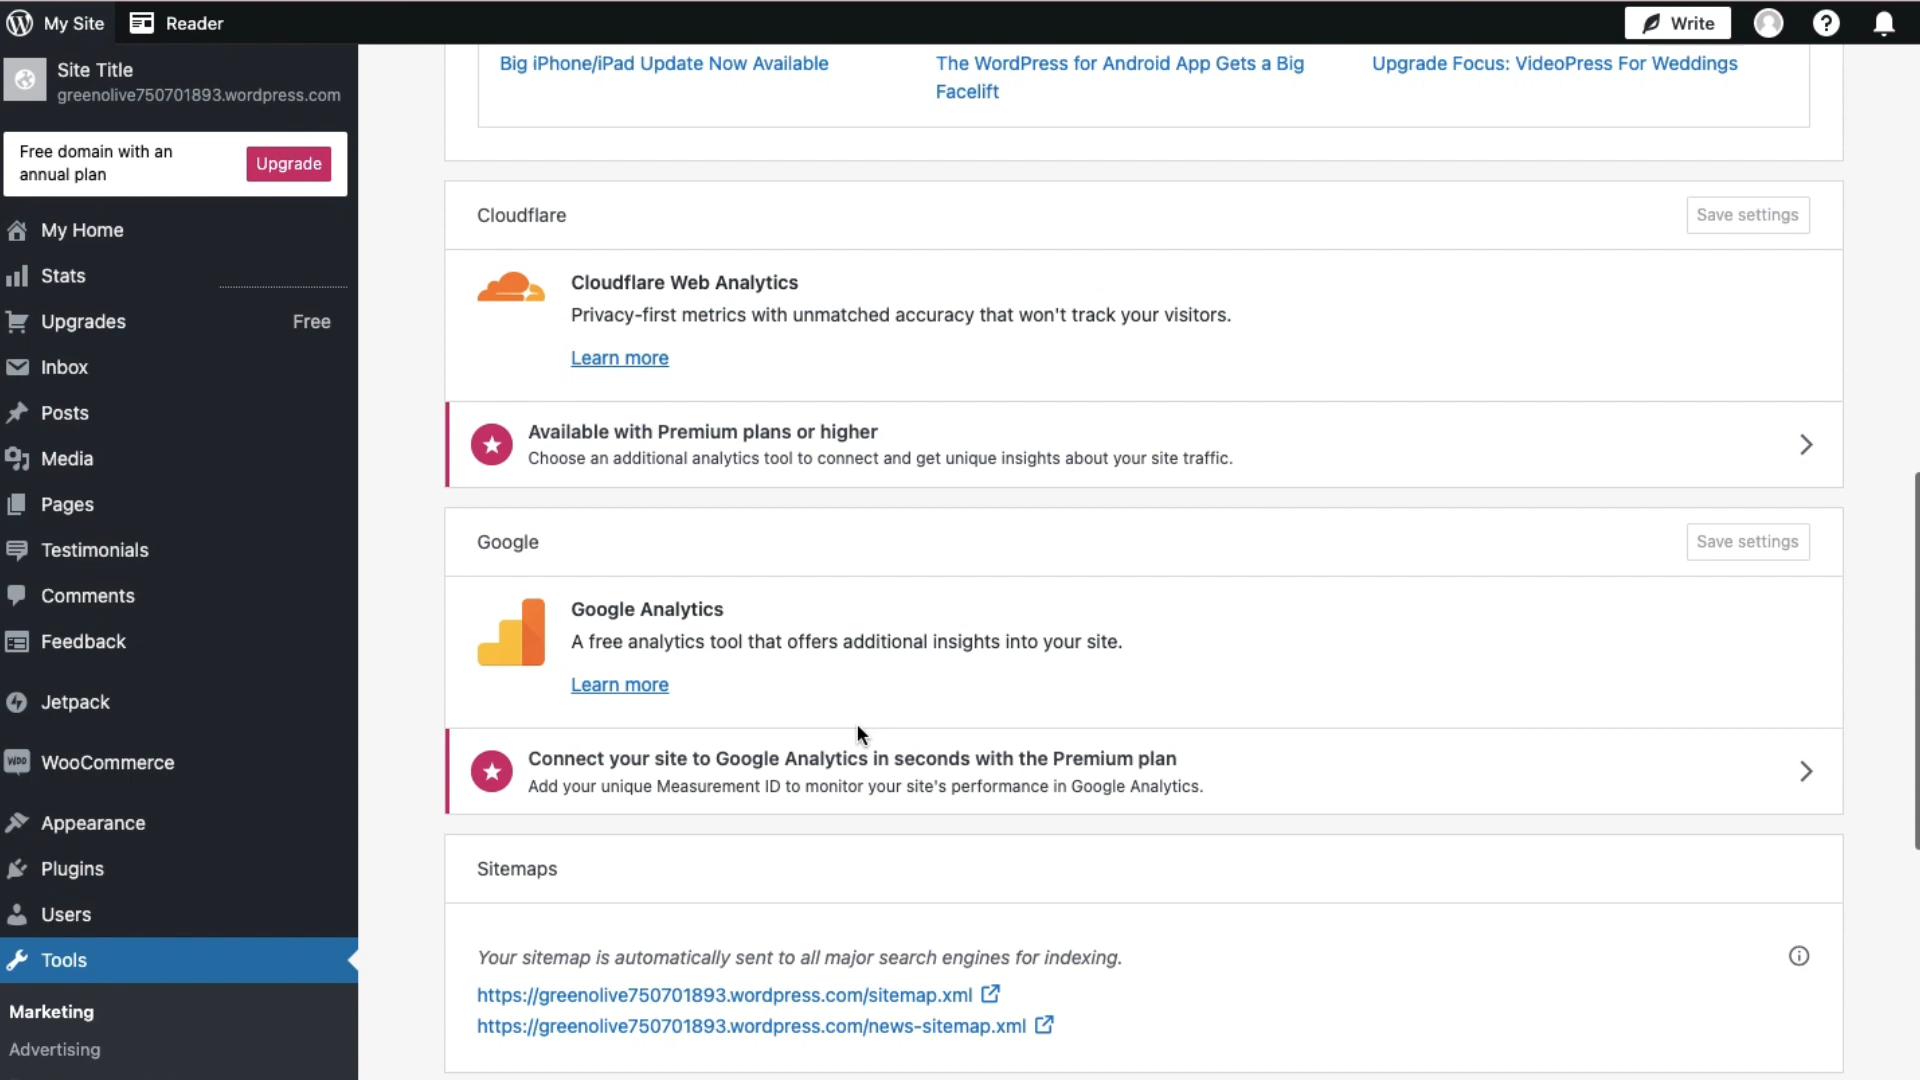 My Site
Reader
Write
Site Title
greenolive750701893.wordpress.com
Free domain with an
annual plan
Upgrade
My Home
Stats
Upgrades
Free
Inbox
Posts
Media
Pages
Testimonials
Comments
Feedback
Jetpack
WooCommerce
Appearance
Plugins
Users
Tools
Marketing
Advertising
Big iPhone/iPad Update Now Available
The WordPress for Android App Gets a Big
Facelift
Upgrade Focus: VideoPress For Weddings
Cloudflare
Save settings
Cloudflare Web Analytics
Privacy-first metrics with unmatched accuracy that won't track your visitors.
Learn more
Available with Premium plans or higher
Choose an additional analytics tool to connect and get unique insights about your site traffic.
Google
Save settings
Google Analytics
A free analytics tool that offers additional insights into your site.
Learn more
Connect your site to Google Analytics in seconds with the Premium plan
Add your unique Measurement ID to monitor your site's performance in Google Analytics.
Sitemaps
Your sitemap is automatically sent to all major search engines for indexing.
https://greenolive750701893.wordpress.com/sitemap.xml
https://greenolive750701893.wordpress.com/news-sitemap.xml